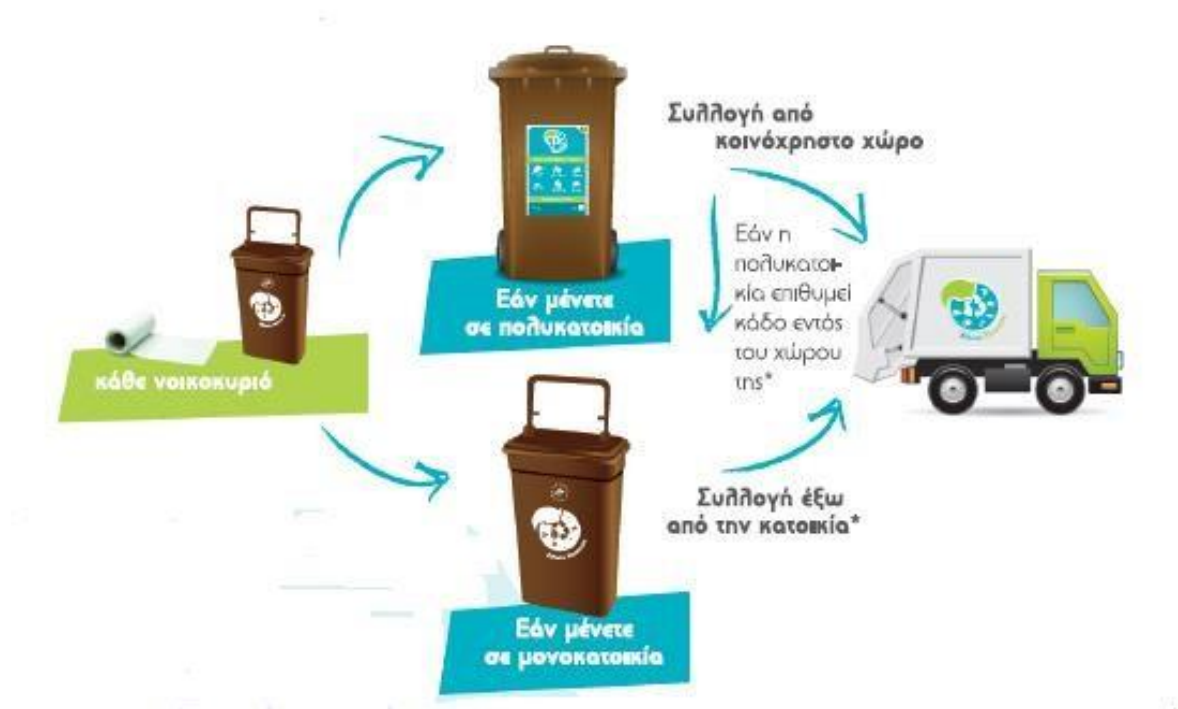 κάθε νοικοκυριό
Εάν μένετε
σε πολυκατοικία
Συλλογή από
κοινόχρηστο χώρο
Εάν η
πολυκατοι-
κία επιθυμεί
κάδο εντός
του χώρου
της*
Εάν μένετε
σε μονοκατοικία
Συλλογή έξω
από την κατοικία*